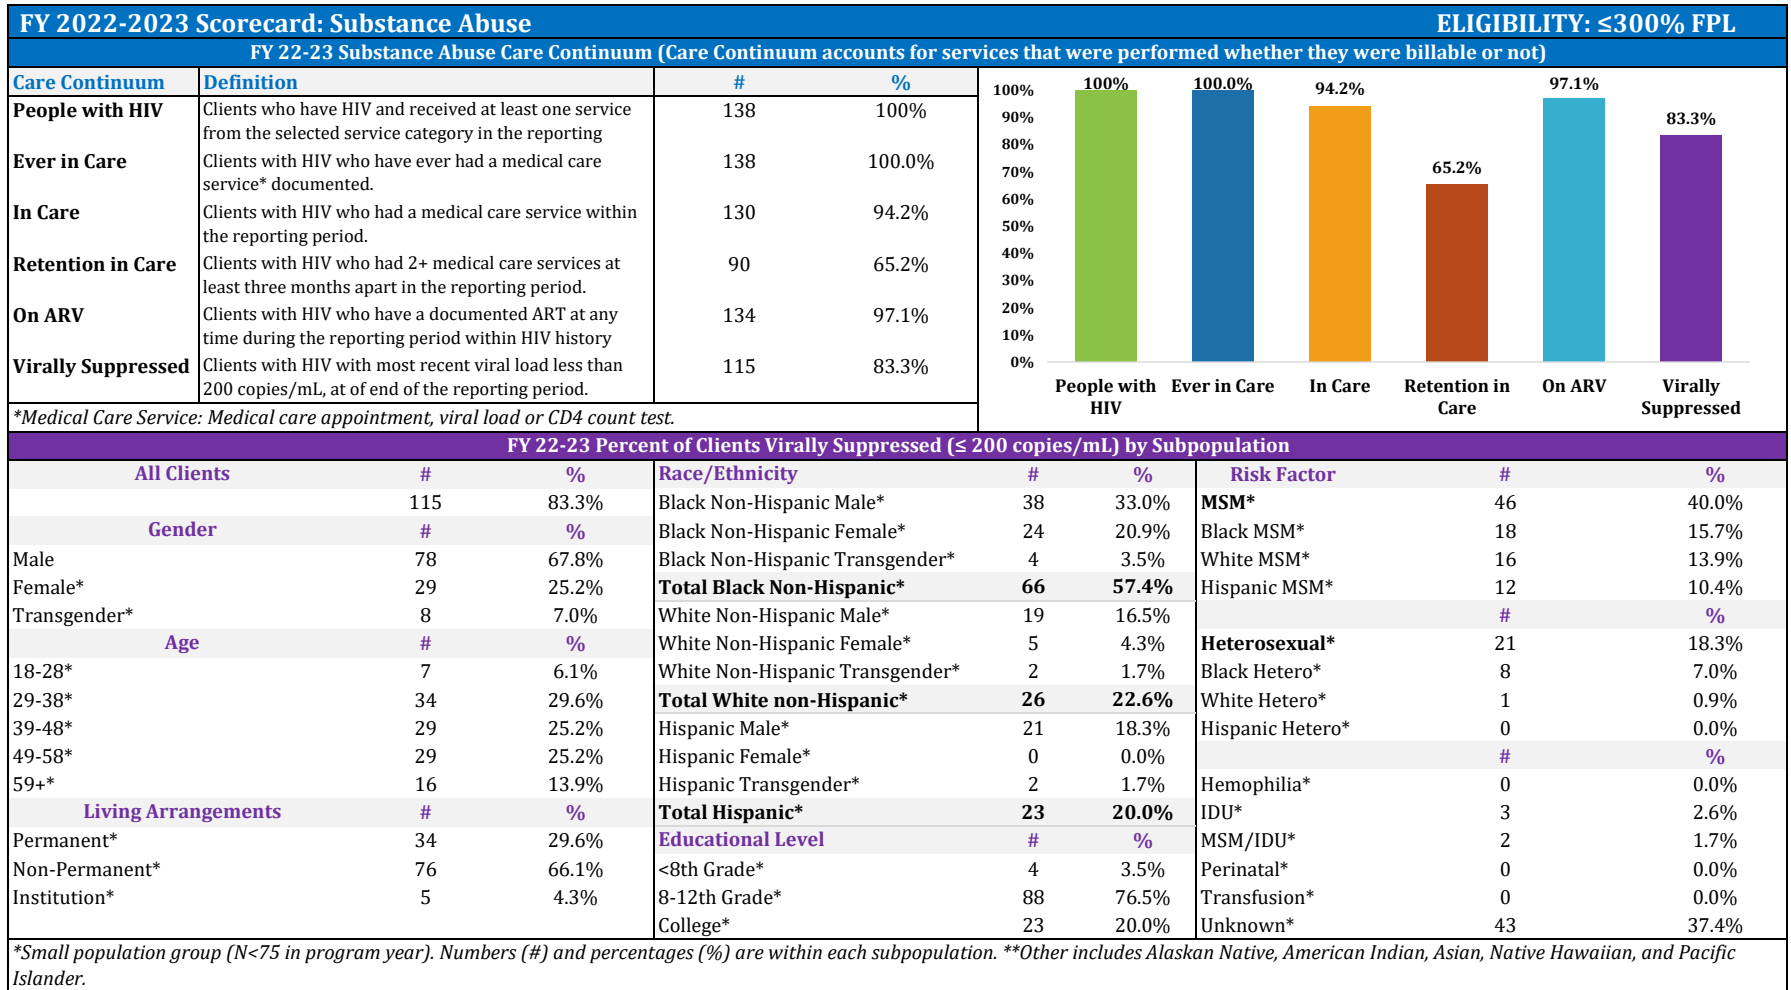 FY 2022-2023 Scorecard: Substance Abuse ELIGIBILITY: ≤300% FPL
FY 22-23 Substance Abuse Care Continuum (Care Continuum accounts for services that were performed whether they were billable or not)
Care Continuum Definition # %
People with HIV Clients who have HIV and received at least one service 138 100%
from the selected service category in the reporting
Ever in Care Clients with HIV who have ever had a medical care 138 100.0%
service* documented.
In Care Clients with HIV who had a medical care service within 130 94.2%
the reporting period.
Retention in Care Clients with HIV who had 2+ medical care services at 90 65.2%
least three months apart in the reporting period.
On ARV Clients with HIV who have a documented ART at any 134 97.1%
time during the reporting period within HIV history
Virally Suppressed Clients with HIV with most recent viral load less than 115 83.3%
200 copies/mL, at of end of the reporting period.
*Medical Care Service: Medical care appointment, viral load or CD4 count test.
100% 100.0% 94.2% 65.2% 97.1% 83.3%
100%
90%
80%
70%
60%
50%
40%
30%
20%
10%
0%
People with Ever in Care In Care Retention in On ARV Virally
HIV Care Suppressed
FY 22-23 Percent of Clients Virally Suppressed (≤ 200 copies/mL) by Subpopulation
All Clients # %
115 83.3%
Gender # %
Male 78 67.8%
Female* 29 25.2%
Transgender* 8 7.0%
Age # %
18-28* 7 6.1%
29-38* 34 29.6%
39-48* 29 25.2%
49-58* 29 25.2%
59+* 16 13.9%
Living Arrangements # %
Permanent* 34 29.6%
Non-Permanent* 76 66.1%
Institution* 5 4.3%
Race/Ethnicity # %
Black Non-Hispanic Male* 38 33.0%
Black Non-Hispanic Female* 24 20.9%
Black Non-Hispanic Transgender* 4 3.5%
Total Black Non-Hispanic* 66 57.4%
White Non-Hispanic Male* 19 16.5%
White Non-Hispanic Female* 5 4.3%
White Non-Hispanic Transgender* 2 1.7%
Total White non-Hispanic* 26 22.6%
Hispanic Male* 21 18.3%
Hispanic Female* 0 0.0%
Hispanic Transgender* 2 1.7%
Total Hispanic* 23 20.0%
Educational Level # %
<8th Grade* 4 3.5%
8-12th Grade* 88 76.5%
College* 23 20.0%
Risk Factor # %
MSM* 46 40.0%
Black MSM* 18 15.7%
White MSM* 16 13.9%
Hispanic MSM* 12 10.4%
# %
Heterosexual* 21 18.3%
Black Hetero* 8 7.0%
White Hetero* 1 0.9%
Hispanic Hetero* 0 0.0%
# %
Hemophilia* 0 0.0%
IDU* 3 2.6%
MSM/IDU* 2 1.7%
Perinatal* 0 0.0%
Transfusion* 0 0.0%
Unknown* 43 37.4%
*Small population group (N<75 in program year). Numbers (#) and percentages (%) are within each subpopulation. **Other includes Alaskan Native, American Indian, Asian, Native Hawaiian, and Pacific
Islander.